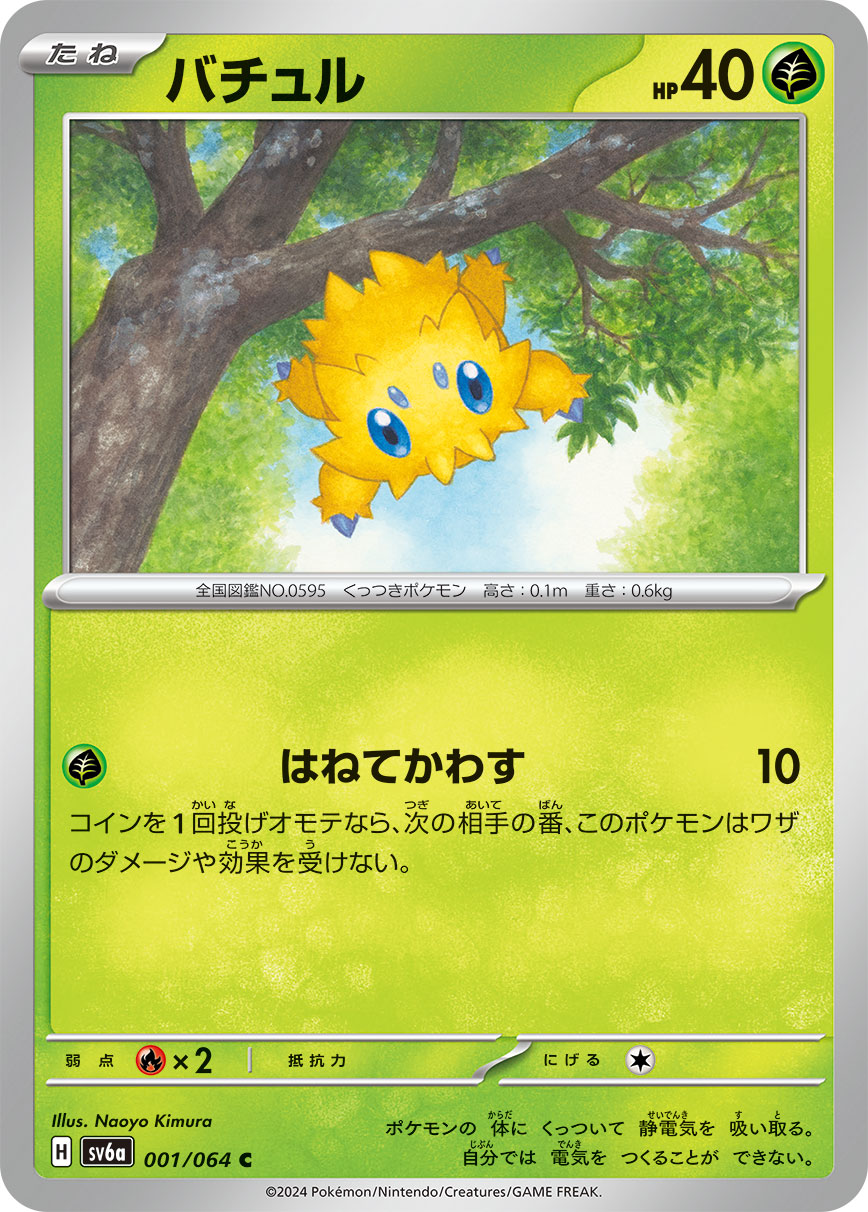 たね バチュル HP40
全国図鑑NO.0595 くっつきポケモン 高さ:0.1m 重さ:0.6kg
はねてかわす 10
コインを1回投げオモテなら、次の相手の番、このポケモンはワザ
のダメージや効果を受けない。
弱点 ×2 抵抗力 にげる
Illus. Naoyo Kimura
H sv6a 001/064 C
ポケモンの 体に くっついて 静電気を 吸い取る。
自分では 電気を つくることが できない。
©2024 Pokémon/Nintendo/Creatures/GAME FREAK.